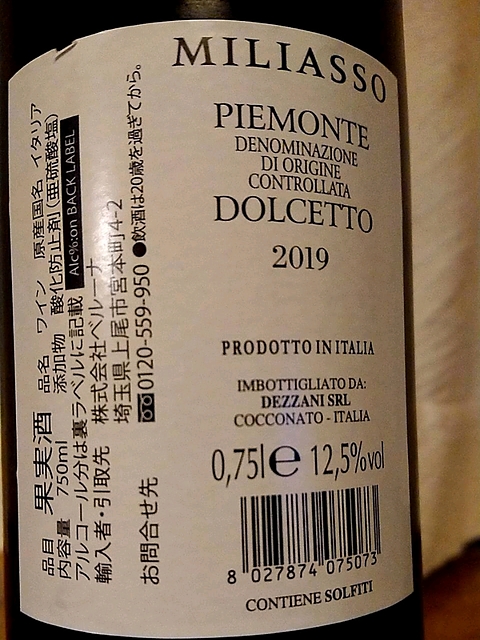 MILIASSO
PIEMONTE
DENOMINAZIONE
DI ORIGINE
CONTROLLATA
DOLCETTO
2019
PRODOTTO IN ITALIA
IMBOTTIGLIATO DA:
DEZZANI SRL
COCCONATO - ITALIA
0,75l e 12,5%vol
8 027874 075073
CONTIENE SOLFITI
品目 果実酒 品名 ワイン 原産国名 イタリア
内容量 750ml 添加物 酸化防止剤(亜硫酸塩)
アルコール分は裏ラベルに記載 Alc%:on BACK LABEL
輸入者・引取先 株式会社ベルーナ
埼玉県上尾市宮本町4-2
お問合せ先 0120-559-950 ●飲酒は20歳を過ぎてから。